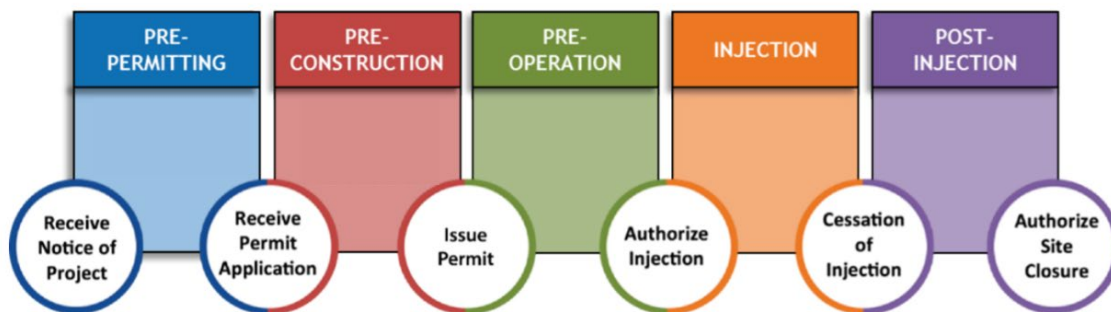 PRE-
PERMITTING
PRE-
CONSTRUCTION
PRE-
OPERATION
INJECTION
POST-
INJECTION
Receive
Notice of
Project
Receive
Permit
Application
Issue
Permit
Authorize
Injection
Cessation
of
Injection
Authorize
Site
Closure